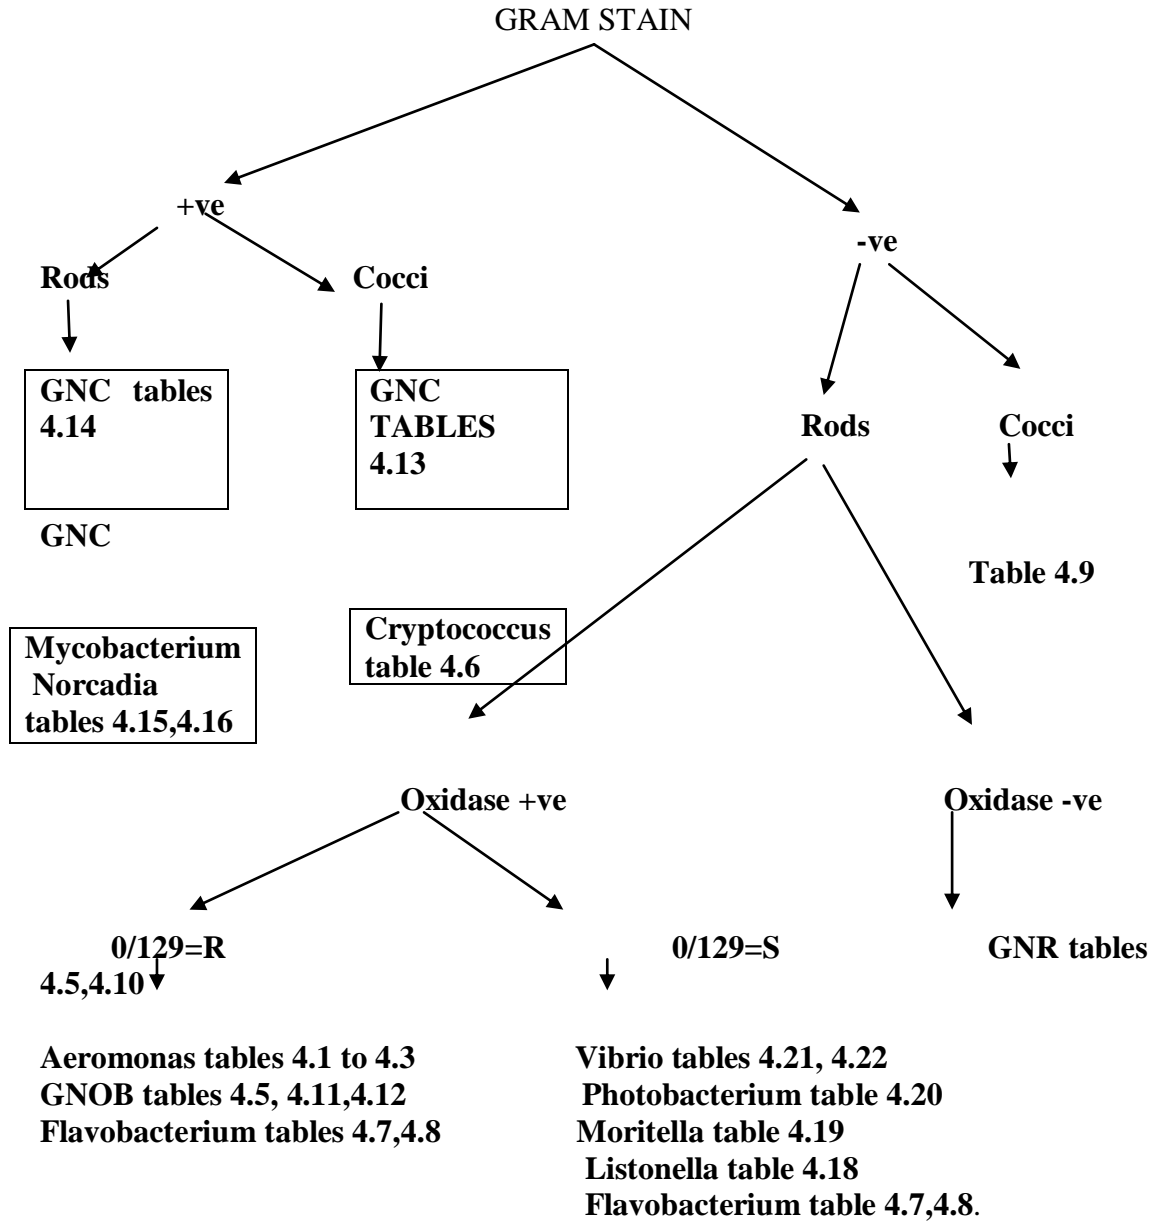 GRAM STAIN
+ve
-ve
Rods
Cocci
GNC tables
4.14
GNC
TABLES
4.13
Rods
Cocci
GNC
Table 4.9
Mycobacterium
Norcadia
tables 4.15,4.16
Cryptococcus
table 4.6
Oxidase +ve
Oxidase -ve
0/129=R
0/129=S
GNR tables
4.5,4.10
Aeromonas tables 4.1 to 4.3
GNOB tables 4.5, 4.11,4.12
Flavobacterium tables 4.7,4.8
Vibrio tables 4.21, 4.22
Photobacterium table 4.20
Moritella table 4.19
Listonella table 4.18
Flavobacterium table 4.7,4.8.